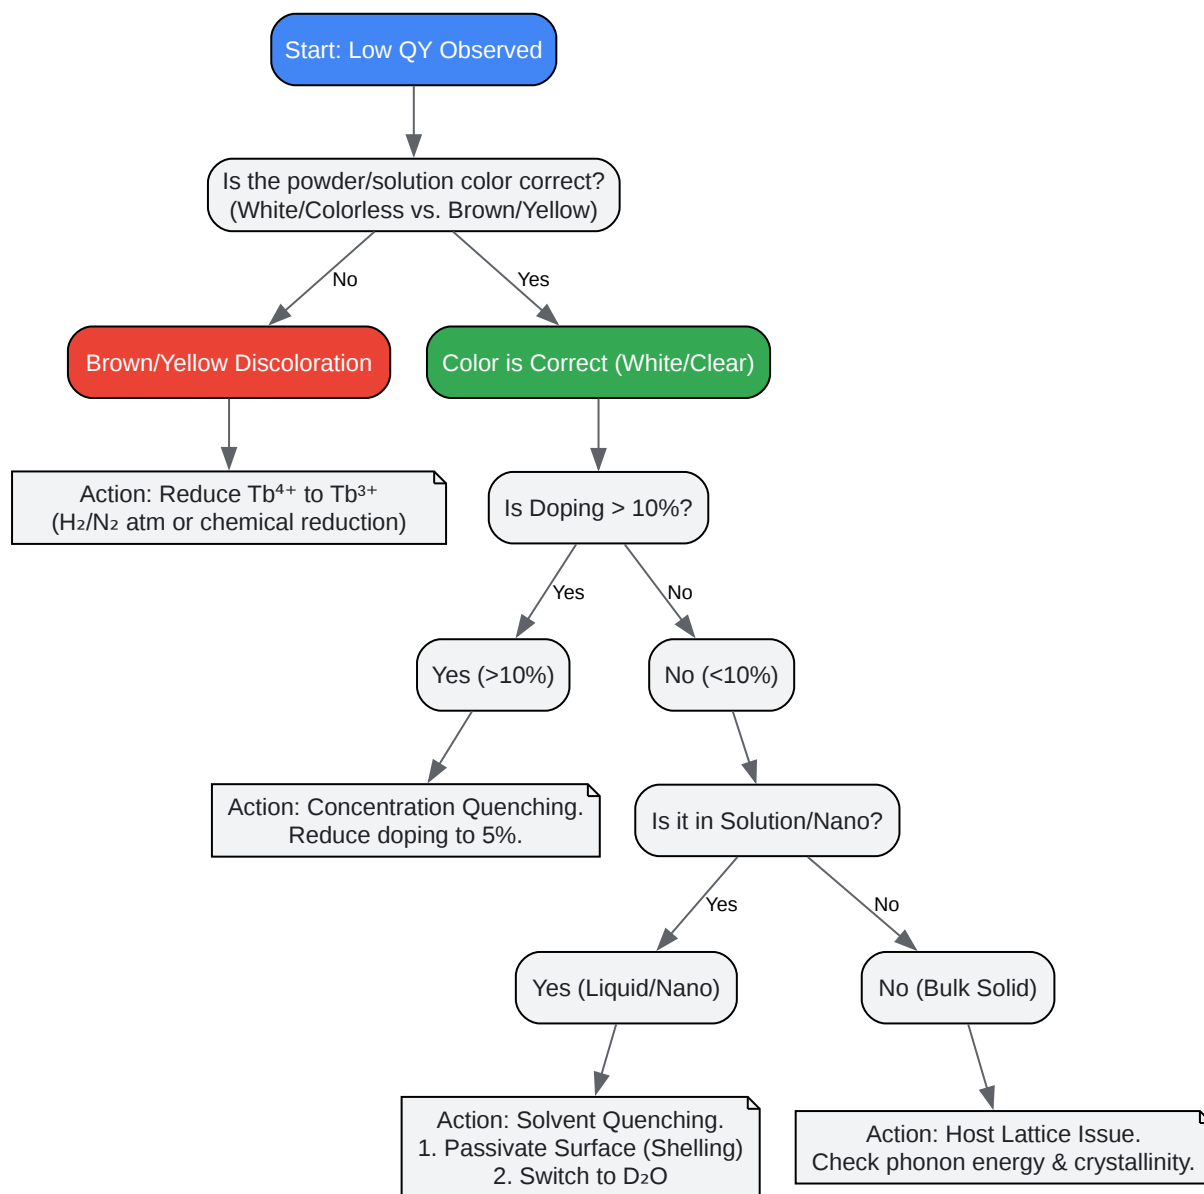 Start: Low QY Observed
Is the powder/solution color correct?
(White/Colorless vs. Brown/Yellow)
No
Yes
Brown/Yellow Discoloration
Color is Correct (White/Clear)
Action: Reduce Tb⁴⁺ to Tb³⁺
(H₂/N₂ atm or chemical reduction)
Is Doping > 10%?
Yes
No
Yes (>10%)
No (<10%)
Action: Concentration Quenching.
Reduce doping to 5%.
Is it in Solution/Nano?
Yes
No
Yes (Liquid/Nano)
No (Bulk Solid)
Action: Solvent Quenching.
1. Passivate Surface (Shelling)
2. Switch to D₂O
Action: Host Lattice Issue.
Check phonon energy & crystallinity.